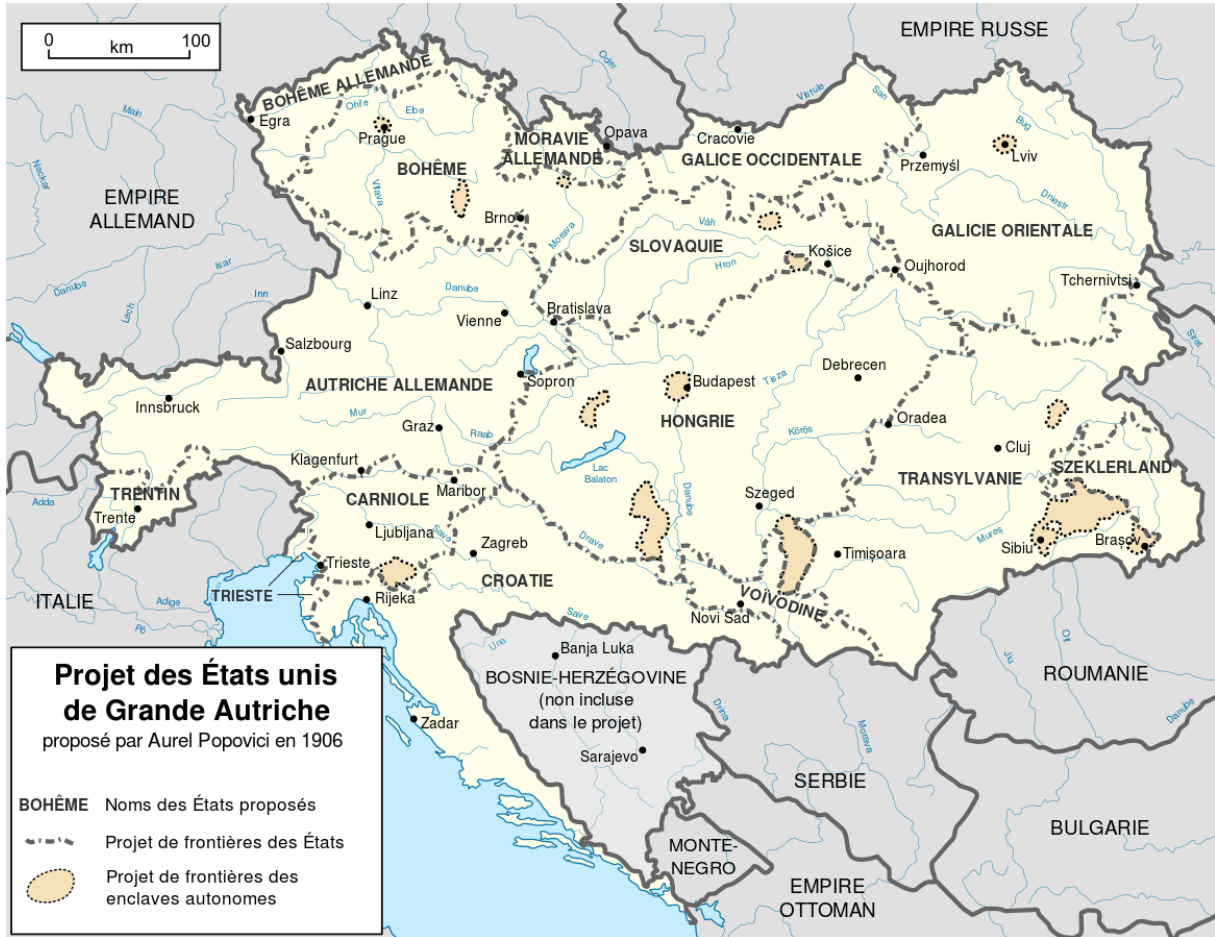 0
100
km
EMPIRE RUSSE
BOHÊME ALLEMANDE
Oder
Vistule
San
Main
Ohře
Elbe
Egra
Prague
Opava
Cracovie
Bug
Lviv
MORAVIE
ALLEMANDE
GALICE OCCIDENTALE
Przemyśl
Neckar
BOHÊME
Vltava
EMPIRE
ALLEMAND
Brno
Morava
Váh
Dniestr
SLOVAQUIE
GALICIE ORIENTALE
Hron
Košice
Oujhorod
Isar
Danube
Lech
Inn
Linz
Danube
Vienne
Bratislava
Tchernivtsi
Siret
Salzbourg
Debrecen
AUTRICHE ALLEMANDE
Sopron
Budapest
Tisza
Innsbruck
Mur
Graz
Raab
HONGRIE
Körös
Oradea
Cluj
Klagenfurt
Lac
Balaton
Maribor
SZEKLERLAND
TRANSYLVANIE
TRENTIN
Trente
Adda
CARNIOLE
Danube
Szeged
Ljubljana
Save
Zagreb
Drave
Mureș
Sibiu
Brașov
Timișoara
Trieste
CROATIE
TRIESTE
ITALIE
Adige
Pô
Rijeka
Save
VOÏVODINE
Novi Sad
Una
Banja Luka
BOSNIE-HERZÉGOVINE
(non incluse
dans le projet)
Drina
Jiu
Olt
ROUMANIE
Danube
Zadar
Sarajevo
Morava
SERBIE
BULGARIE
MONTE-
NEGRO
EMPIRE
OTTOMAN
Projet des États unis
de Grande Autriche
proposé par Aurel Popovici en 1906
BOHÊME Noms des États proposés
Projet de frontières des États
Projet de frontières des
enclaves autonomes